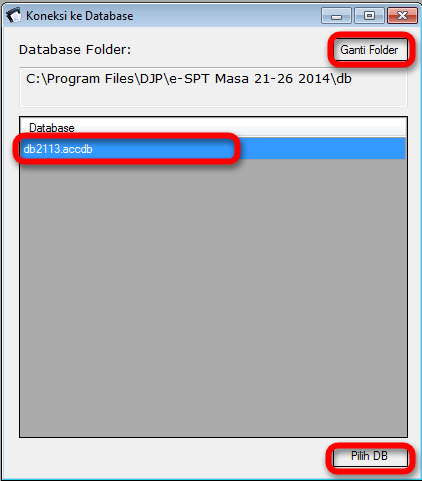 Koneksi ke Database
Database Folder:
Ganti Folder
C:\Program Files\DJP\e-SPT Masa 21-26 2014\db
Database
db2113.accdb
Pilih DB